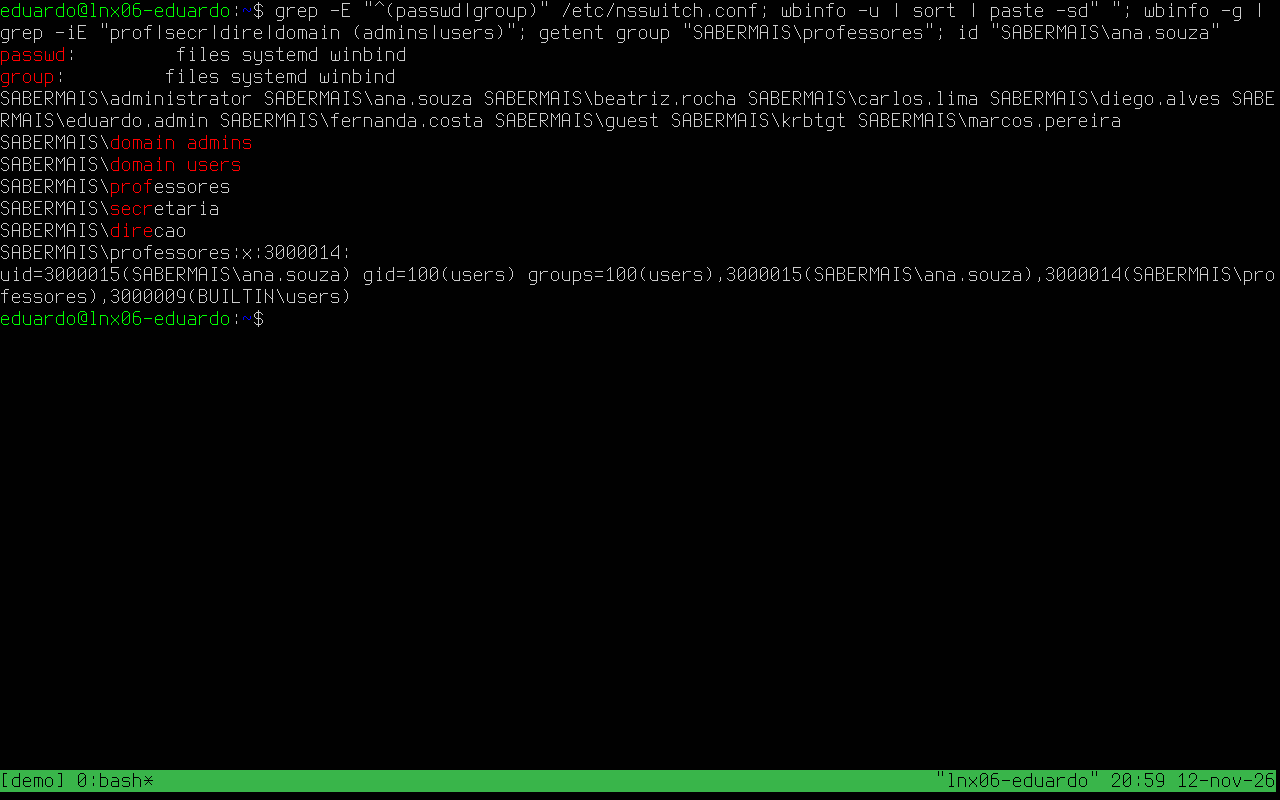 eduardo@lnx06-eduardo:~$ grep -E "^(passwd|group)" /etc/nsswitch.conf; wbinfo -u | sort | paste -sd" "; wbinfo -g |
grep -iE "prof|secr|dire|domain (admins|users)"; getent group "SABERMAIS\professores"; id "SABERMAIS\ana.souza"
passwd:         files systemd winbind
group:         files systemd winbind
SABERMAIS\administrator SABERMAIS\ana.souza SABERMAIS\beatriz.rocha SABERMAIS\carlos.lima SABERMAIS\diego.alves SABE
RMAIS\eduardo.admin SABERMAIS\fernanda.costa SABERMAIS\guest SABERMAIS\krbtgt SABERMAIS\marcos.pereira
SABERMAIS\domain admins
SABERMAIS\domain users
SABERMAIS\professores
SABERMAIS\secretaria
SABERMAIS\direcao
SABERMAIS\professores:x:3000014:
uid=3000015(SABERMAIS\ana.souza) gid=100(users) groups=100(users),3000015(SABERMAIS\ana.souza),3000014(SABERMAIS\pro
fessores),3000009(BUILTIN\users)
eduardo@lnx06-eduardo:~$
[demo] 0:bash* "lnx06-eduardo" 20:59 12-nov-26